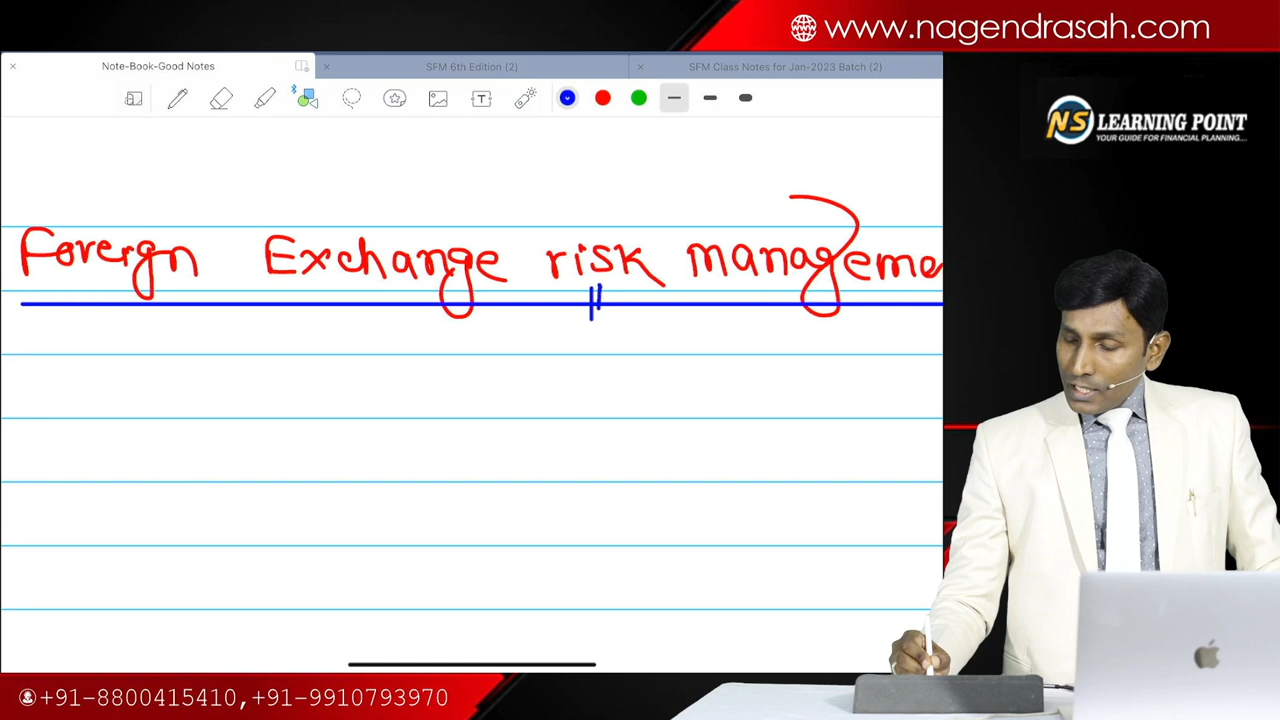 www.nagendrasah.com
Note-Book-Good Notes
SFM 6th Edition (2)
SFM Class Notes for Jan-2023 Batch (2)
T
NS LEARNING POINT
YOUR GUIDE FOR FINANCIAL PLANNING....
Foreign Exchange risk manageme
+91-8800415410,+91-9910793970